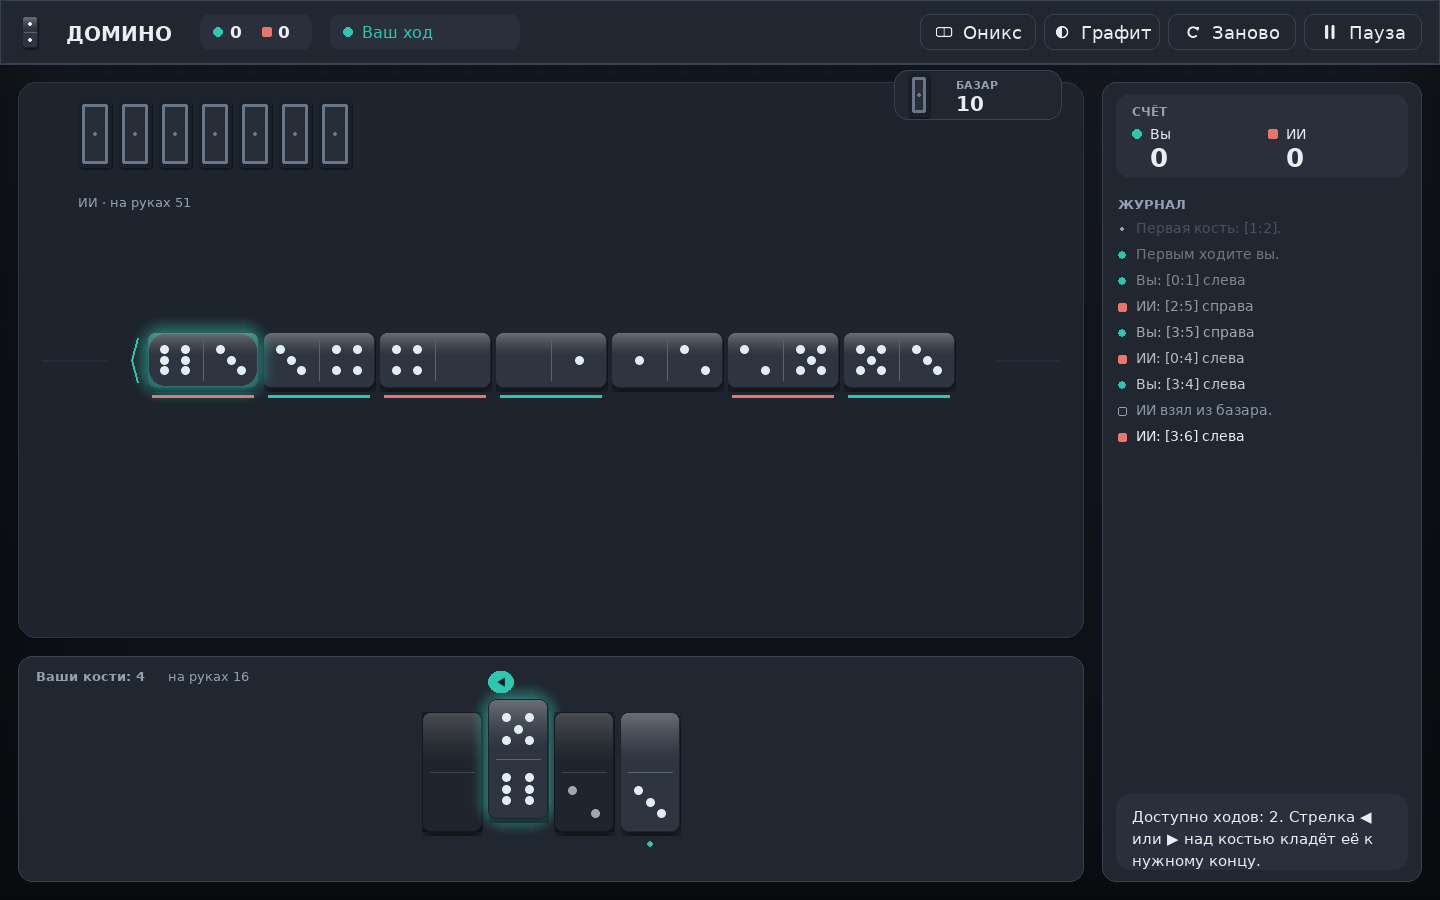 ДОМИНО
0 0
Ваш ход
Оникс
Графит
Заново
Пауза
БАЗАР
10
ИИ · на руках 51
СЧЁТ
Вы ИИ
0 0
ЖУРНАЛ
Первая кость: [1:2].
Первым ходите вы.
Вы: [0:1] слева
ИИ: [2:5] справа
Вы: [3:5] справа
ИИ: [0:4] слева
Вы: [3:4] слева
ИИ взял из базара.
ИИ: [3:6] слева
Ваши кости: 4 на руках 16
Доступно ходов: 2. Стрелка ◀
или ▶ над костью кладёт её к
нужному концу.